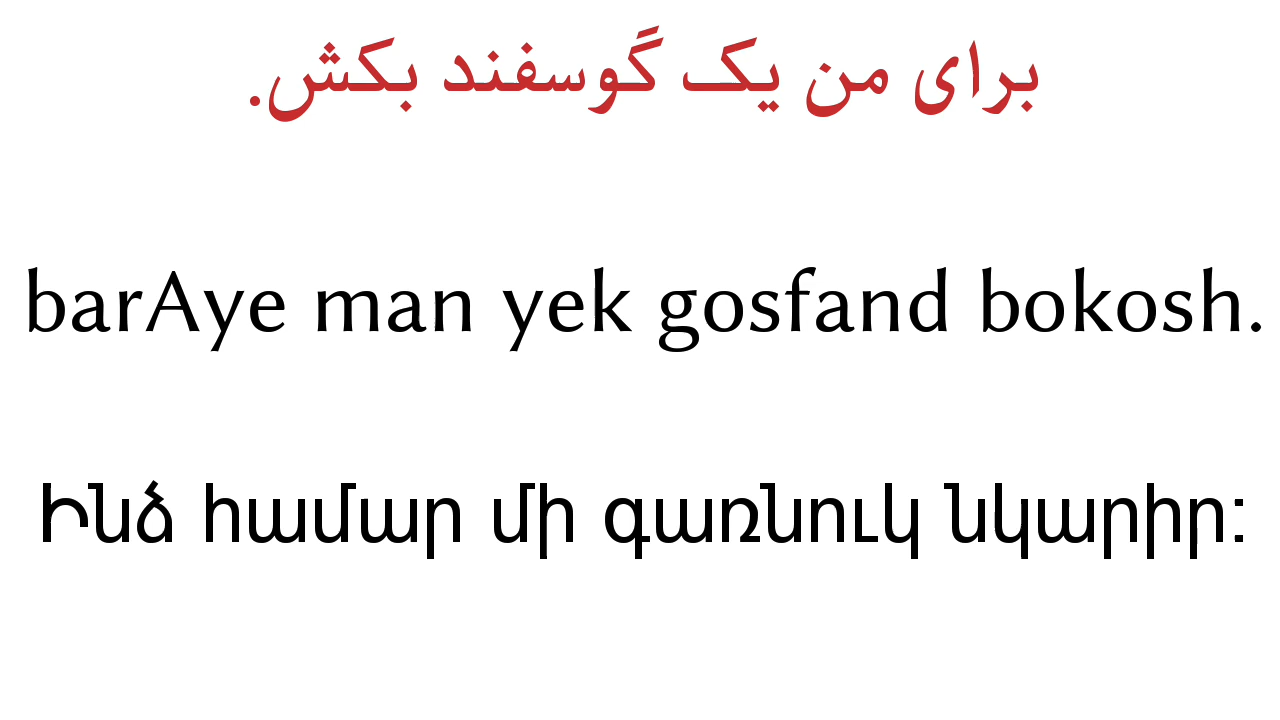 برای من یک گوسفند بکش.
barAye man yek gosfand bokosh.
Ինձ համար մի գառնուկ նկարիր: